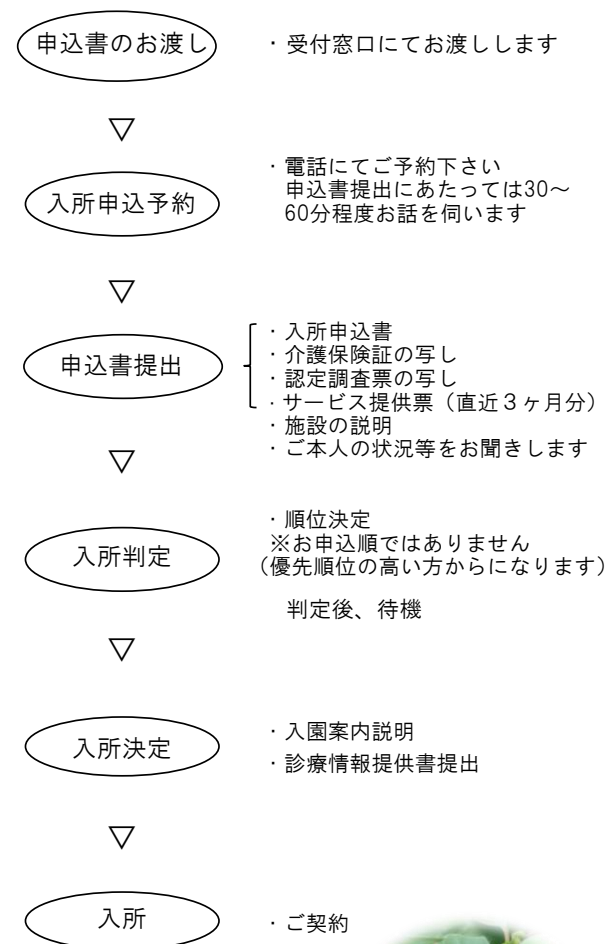 申込書のお渡し
・受付窓口にてお渡しします
▽
入所申込予約
・電話にてご予約下さい
申込書提出にあたっては30～
60分程度お話を伺います
▽
申込書提出
・入所申込書
・介護保険証の写し
・認定調査票の写し
・サービス提供票（直近３ヶ月分）
・施設の説明
・ご本人の状況等をお聞きします
▽
入所判定
・順位決定
※お申込順ではありません
（優先順位の高い方からになります）
判定後、待機
▽
入所決定
・入園案内説明
・診療情報提供書提出
▽
入所
・ご契約